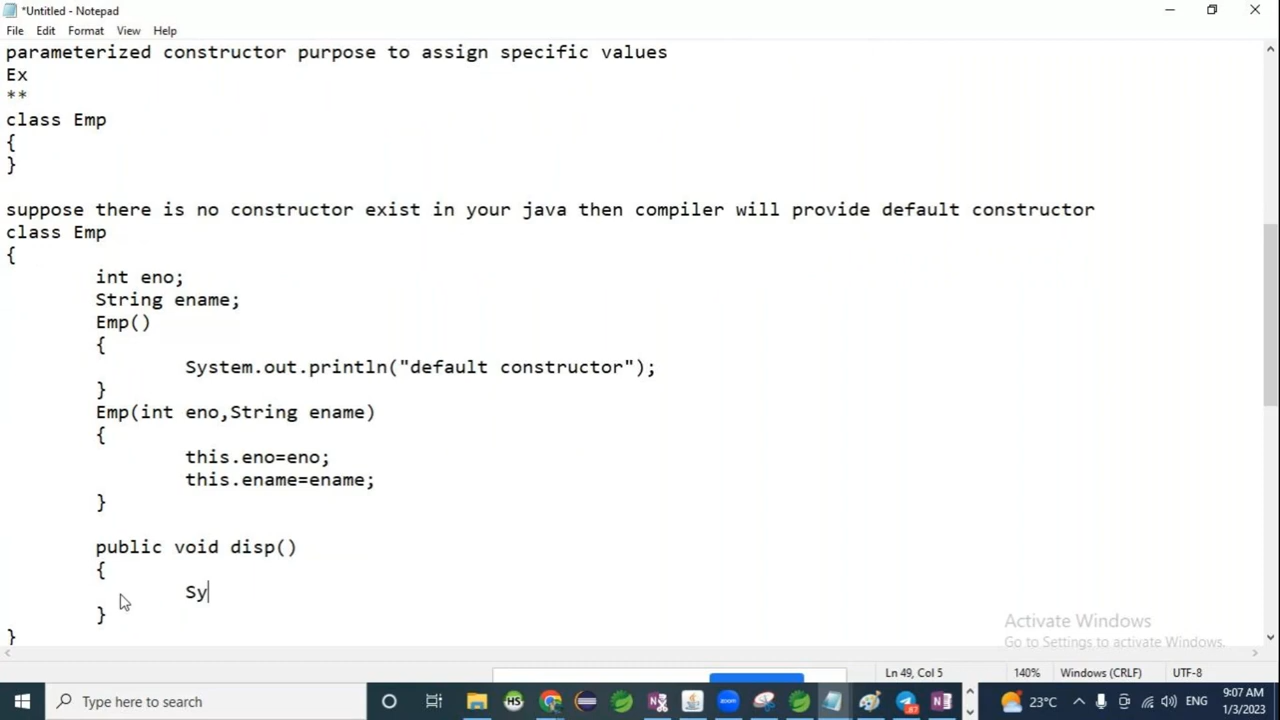 *Untitled - Notepad
File Edit Format View Help
parameterized constructor purpose to assign specific values
Ex
**
class Emp
{
}
suppose there is no constructor exist in your java then compiler will provide default constructor
class Emp
{
int eno;
String ename;
Emp()
{
System.out.println("default constructor");
}
Emp(int eno,String ename)
{
this.eno=eno;
this.ename=ename;
}
public void disp()
{
Sy
}
}
Activate Windows
Go to Settings to activate Windows.
Ln 49, Col 5 140% Windows (CRLF) UTF-8
Type here to search
23°C ENG
9:07 AM
1/3/2023